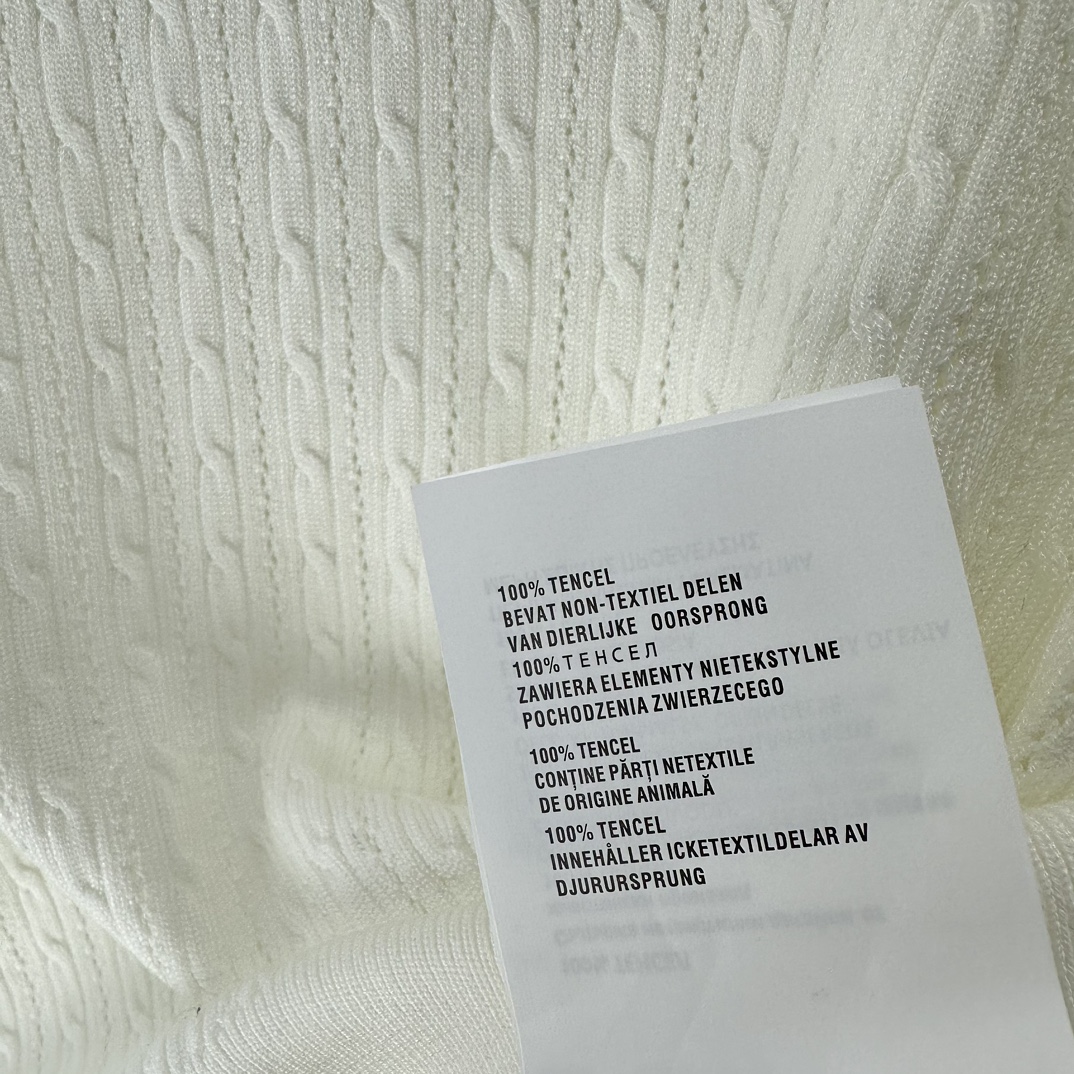 100% TENCEL
BEVAT NON-TEXTIEL DELEN
VAN DIERLIJKE OORSPRONG
100% ТЕНСЕЛ
ZAWIERA ELEMENTY NIETEKSTYLNE
POCHODZENIA ZWIERZECEGO
100% TENCEL
CONȚINE PĂRȚI NETEXTILE
DE ORIGINE ANIMALĂ
100% TENCEL
INNEHÅLLER ICKETEXTILDELAR AV
DJURURSPRUNG